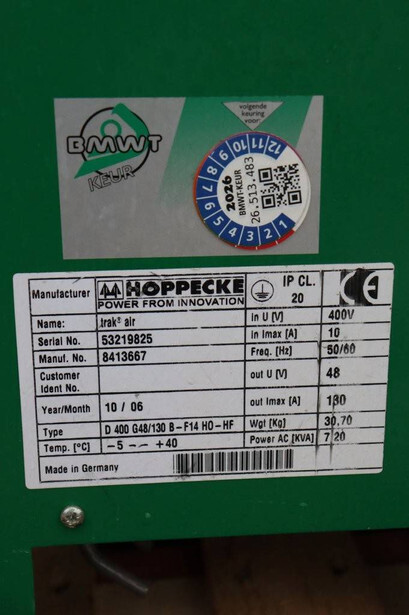 BMWT
KEUR
volgende
keuring
voor:
1 2 3 4 5 6 7 8 9 10 11 12
2026
BMWT-KEUR
26.513.483
Manufacturer HOPPECKE IP CL.
POWER FROM INNOVATION 20 CE
Name: trak® air in U [V] 400V
Serial No. 53219825 in Imax [A] 10
Manuf. No. 8413667 Freq. [Hz] 50/60
Customer
Ident No. out U [V] 48
Year/Month 10 / 06 out Imax [A] 130
Type D 400 G48/130 B-F14 HO-HF Wgt [Kg] 30,70
Temp. [°C] -5 -- +40 Power AC [KVA] 7,20
Made in Germany